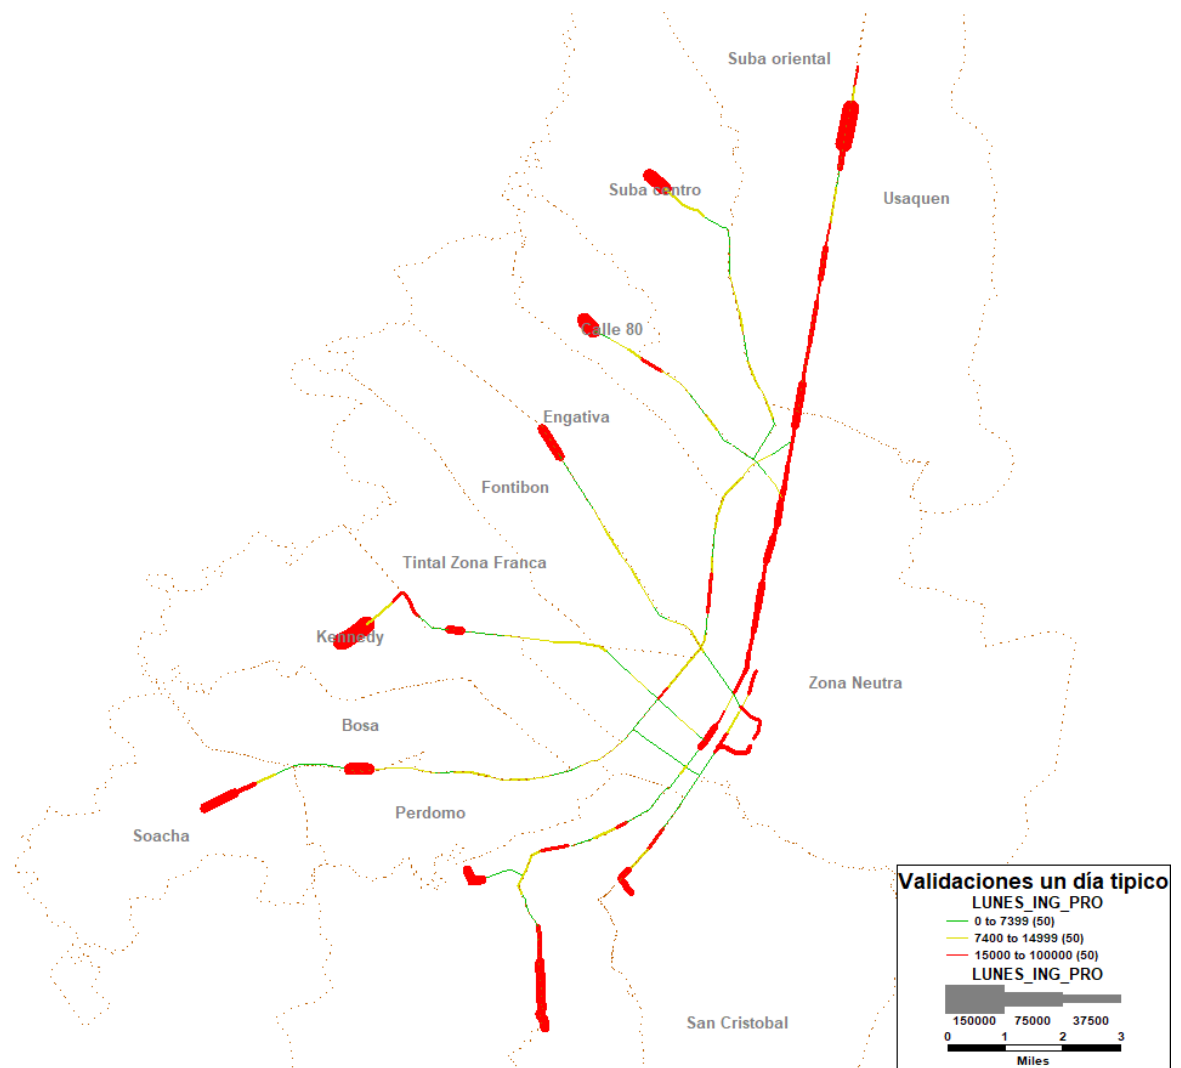 Suba oriental
Suba centro
Usaquen
Calle 80
Engativa
Fontibon
Tintal Zona Franca
Kennedy
Zona Neutra
Bosa
Perdomo
Soacha
San Cristobal
Validaciones un día tipico
LUNES_ING_PRO
0 to 7399 (50)
7400 to 14999 (50)
15000 to 100000 (50)
LUNES_ING_PRO
150000 75000 37500
0 1 2 3
Miles